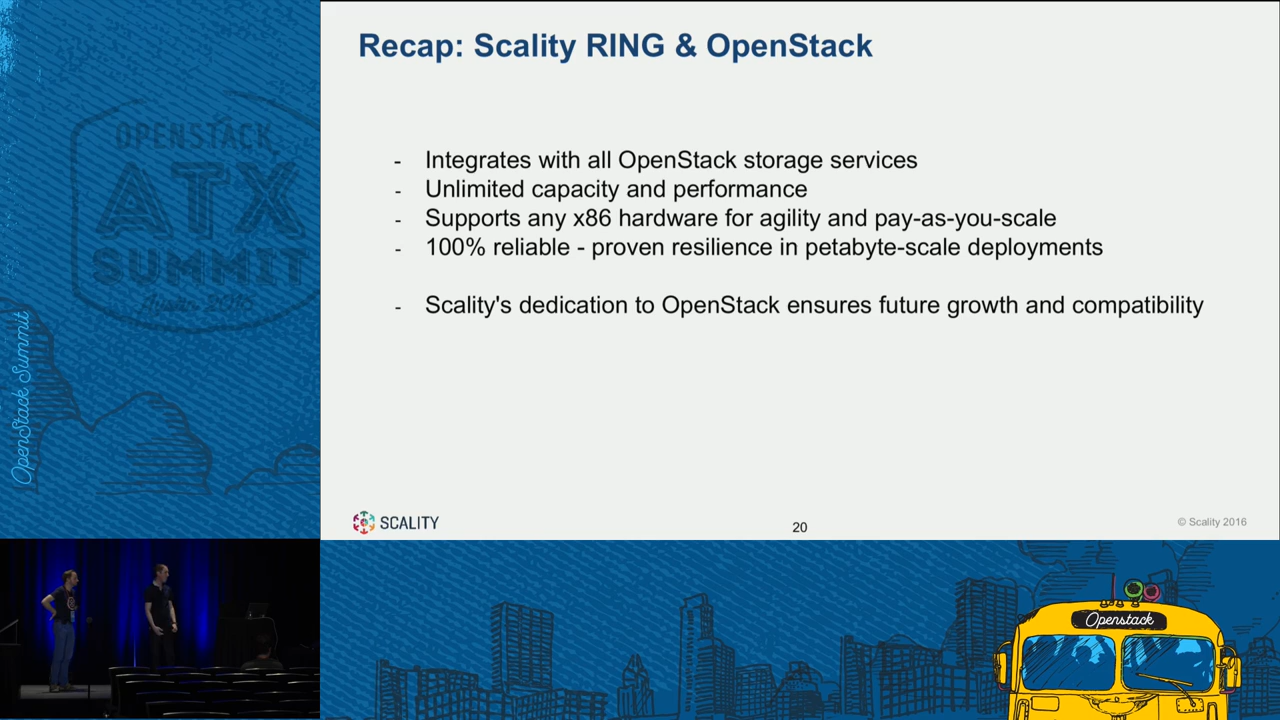 Recap: Scality RING & OpenStack
- Integrates with all OpenStack storage services
- Unlimited capacity and performance
- Supports any x86 hardware for agility and pay-as-you-scale
- 100% reliable - proven resilience in petabyte-scale deployments
- Scality's dedication to OpenStack ensures future growth and compatibility
SCALITY
20
© Scality 2016
OPENSTACK
ATX
SUMMIT
Austin 2016
OpenStack Summit
Openstack